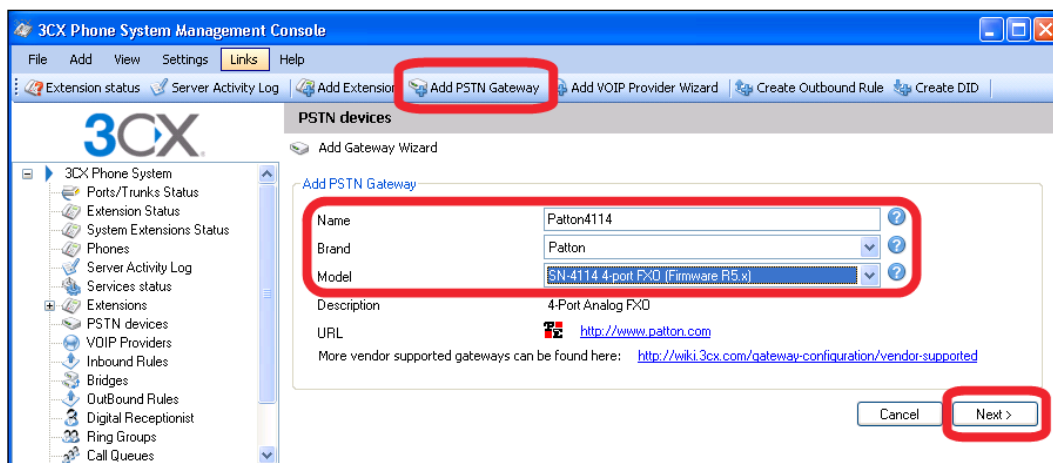 3CX Phone System Management Console
File Add View Settings Links Help
Extension status Server Activity Log Add Extension Add PSTN Gateway Add VOIP Provider Wizard Create Outbound Rule Create DID
3CX
PSTN devices
Add Gateway Wizard
3CX Phone System
Ports/Trunks Status
Extension Status
System Extensions Status
Phones
Server Activity Log
Services status
Extensions
PSTN devices
VOIP Providers
Inbound Rules
Bridges
OutBound Rules
Digital Receptionist
Ring Groups
Call Queues
Add PSTN Gateway
Name Patton4114
Brand Patton
Model SN-4114 4-port FXO (Firmware R5.x)
Description 4-Port Analog FXO
URL http://www.patton.com
More vendor supported gateways can be found here: http://wiki.3cx.com/gateway-configuration/vendor-supported
Cancel Next >